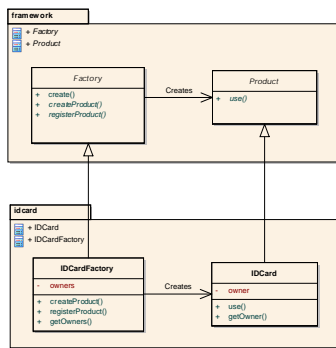 framework
+ Factory
+ Product
Factory
+ create()
+ createProduct()
+ registerProduct()
Creates
Product
+ use()
idcard
+ IDCard
+ IDCardFactory
IDCardFactory
- owners
+ createProduct()
+ registerProduct()
+ getOwners()
Creates
IDCard
- owner
+ use()
+ getOwner()